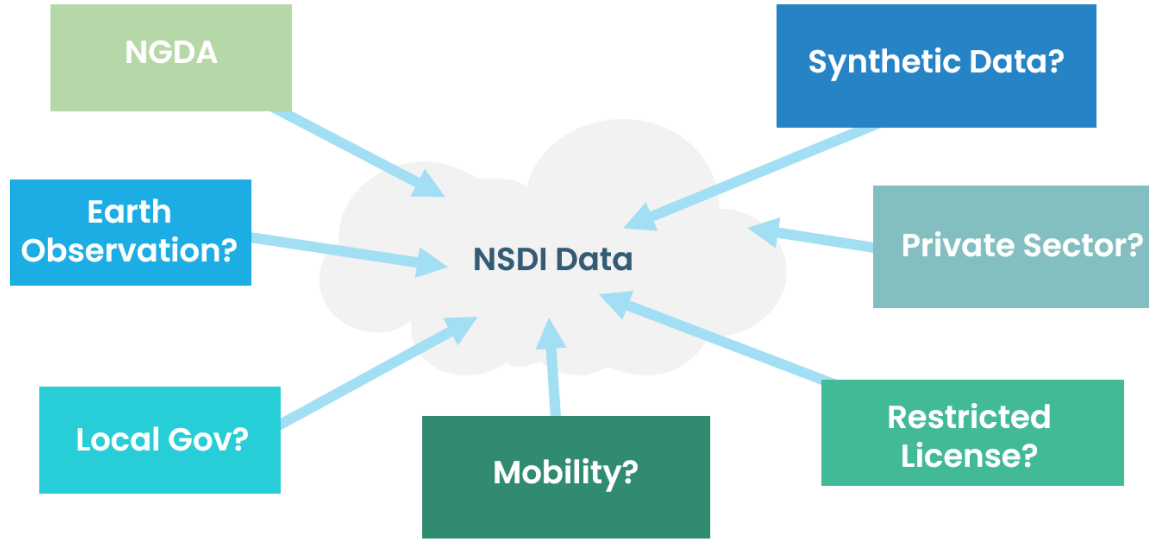 NGDA
Synthetic Data?
Earth
Observation?
Private Sector?
NSDI Data
Local Gov?
Mobility?
Restricted
License?